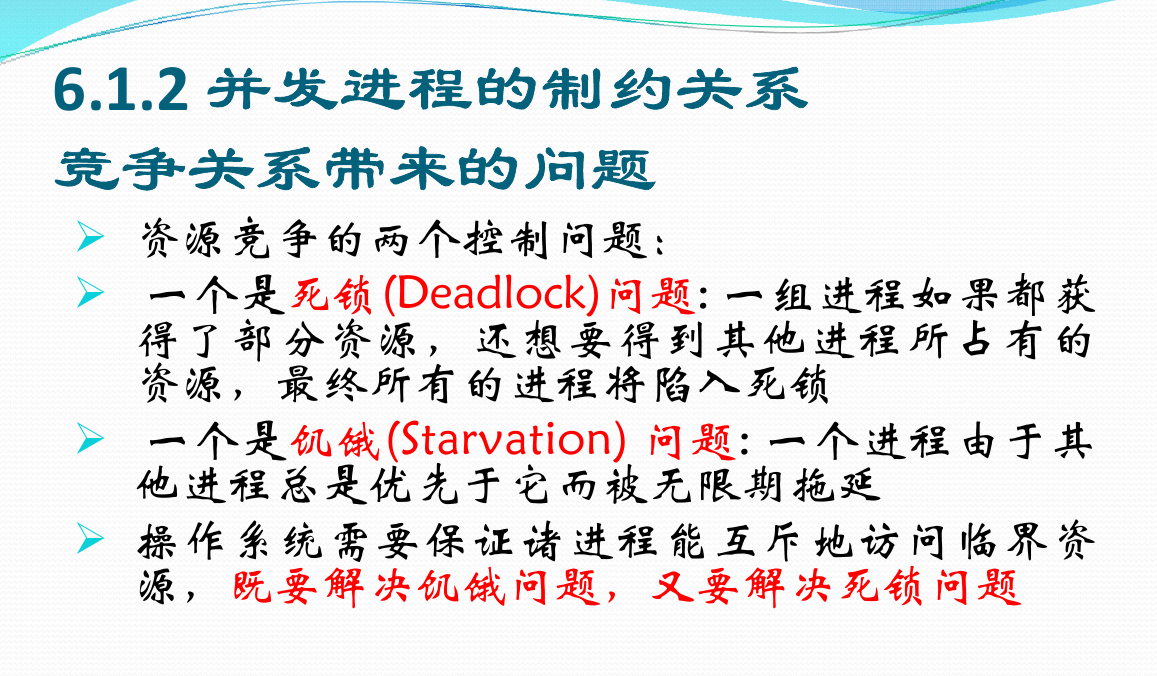 6.1.2 并发进程的制约关系
竞争关系带来的问题
资源竞争的两个控制问题：
一个是死锁(Deadlock)问题：一组进程如果都获
得了部分资源，还想要得到其他进程所占有的
资源，最终所有的进程将陷入死锁
一个是饥饿(Starvation) 问题：一个进程由于其
他进程总是优先于它而被无限期拖延
操作系统需要保证诸进程能互斥地访问临界资
源，既要解决饥饿问题，又要解决死锁问题